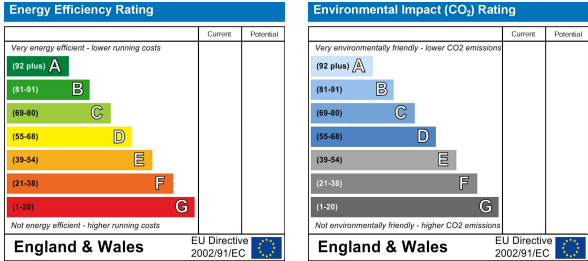 Energy Efficiency Rating
Current Potential
Very energy efficient - lower running costs
(92 plus) A
(81-91) B
(69-80) C
(55-68) D
(39-54) E
(21-38) F
(1-20) G
Not energy efficient - higher running costs
England & Wales
EU Directive
2002/91/EC
Environmental Impact (CO₂) Rating
Current Potential
Very environmentally friendly - lower CO2 emissions
(92 plus) A
(81-91) B
(69-80) C
(55-68) D
(39-54) E
(21-38) F
(1-20) G
Not environmentally friendly - higher CO2 emissions
England & Wales
EU Directive
2002/91/EC